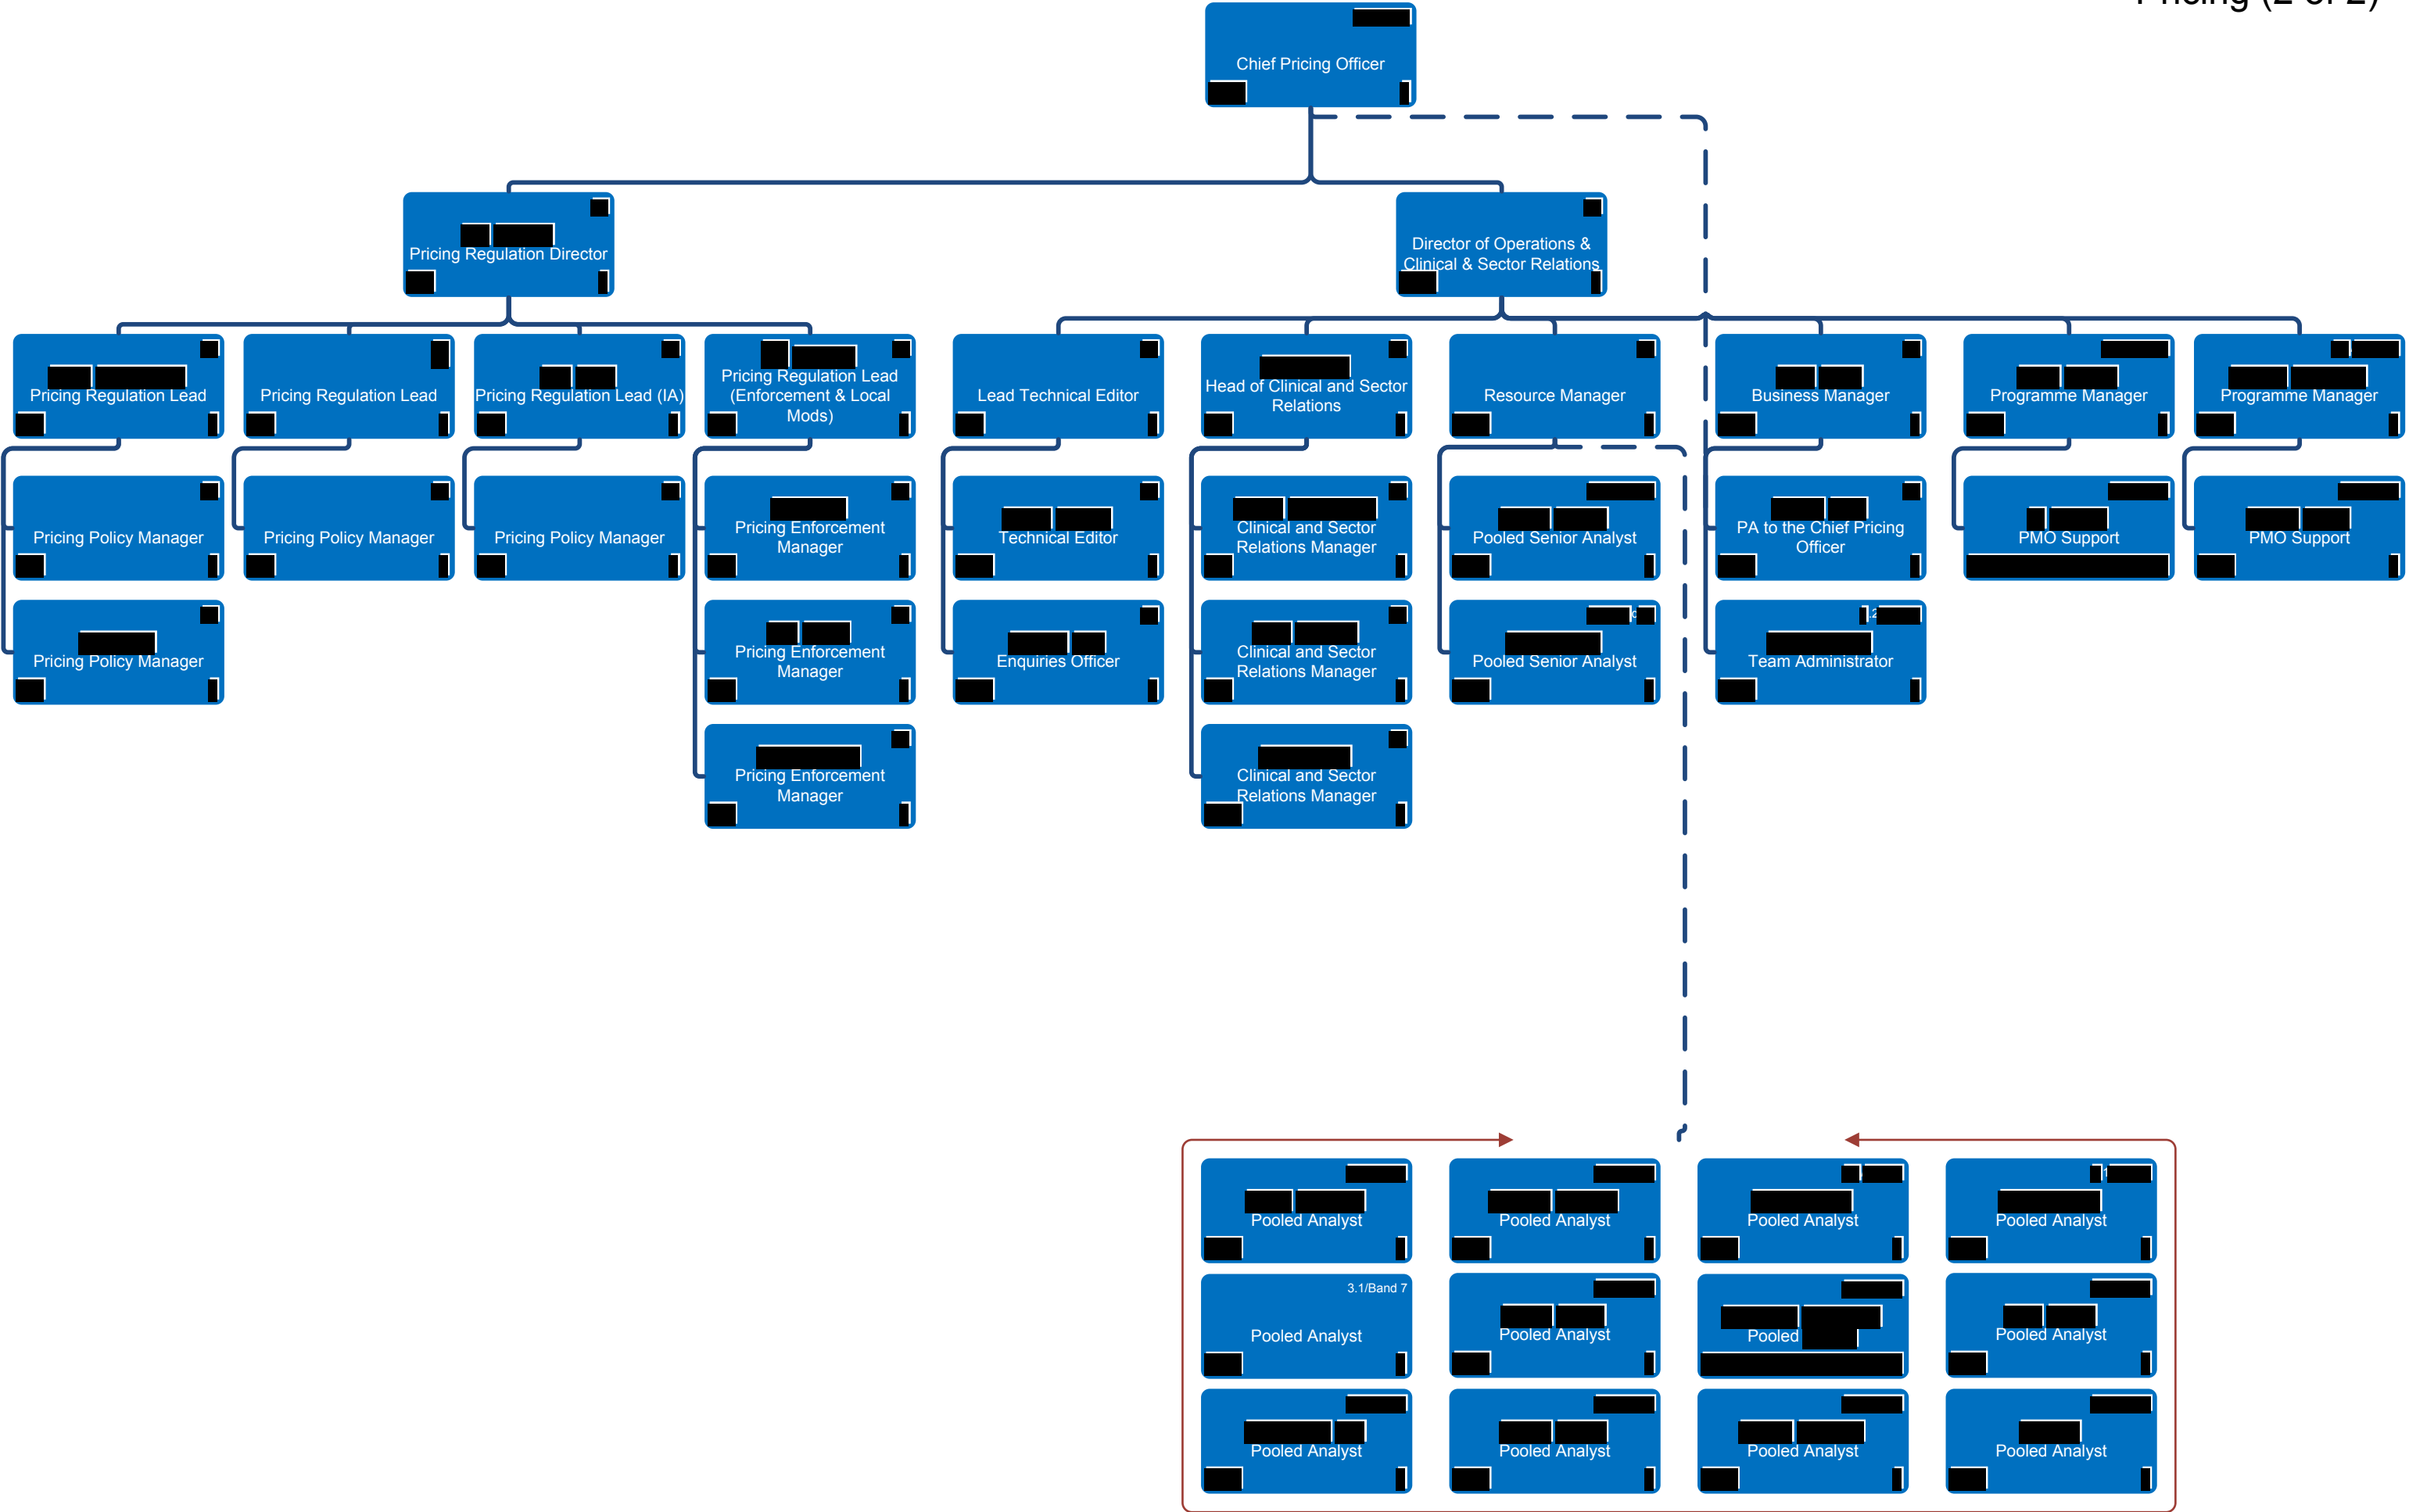 Pricing (2 of 2)
Chief Pricing Officer
Pricing Regulation Director
Director of Operations &
Clinical & Sector Relations
Pricing Regulation Lead
Pricing Regulation Lead
Pricing Regulation Lead (IA)
Pricing Regulation Lead
(Enforcement & Local
Mods)
Lead Technical Editor
Head of Clinical and Sector
Relations
Resource Manager
Business Manager
Programme Manager
Programme Manager
Pricing Policy Manager
Pricing Policy Manager
Pricing Policy Manager
Pricing Enforcement
Manager
Technical Editor
Clinical and Sector
Relations Manager
Pooled Senior Analyst
PA to the Chief Pricing
Officer
PMO Support
PMO Support
Pricing Policy Manager
Pricing Enforcement
Manager
Enquiries Officer
Clinical and Sector
Relations Manager
Pooled Senior Analyst
Team Administrator
Pricing Enforcement
Manager
Clinical and Sector
Relations Manager
Pooled Analyst
Pooled Analyst
Pooled Analyst
Pooled Analyst
3.1/Band 7
Pooled Analyst
Pooled Analyst
Pooled
Pooled Analyst
Pooled Analyst
Pooled Analyst
Pooled Analyst
Pooled Analyst